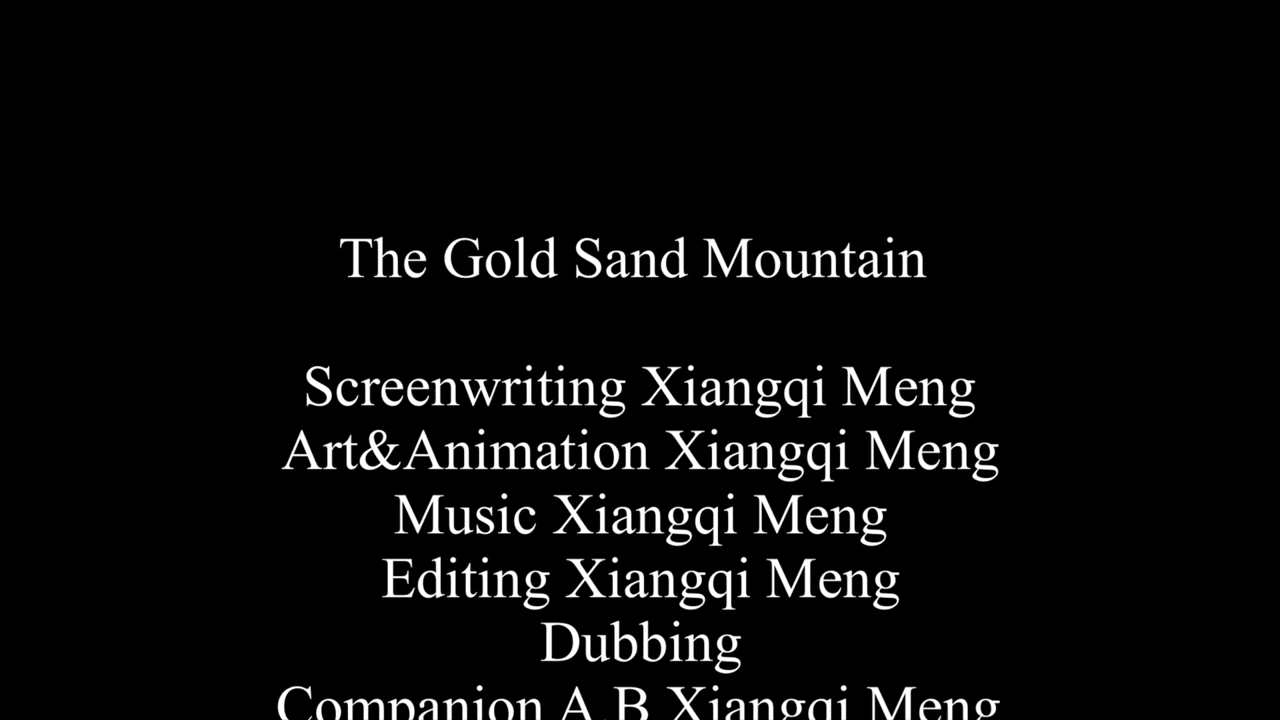 The Gold Sand Mountain
Screenwriting Xiangqi Meng
Art&Animation Xiangqi Meng
Music Xiangqi Meng
Editing Xiangqi Meng
Dubbing
Companion A.B Xiangqi Meng